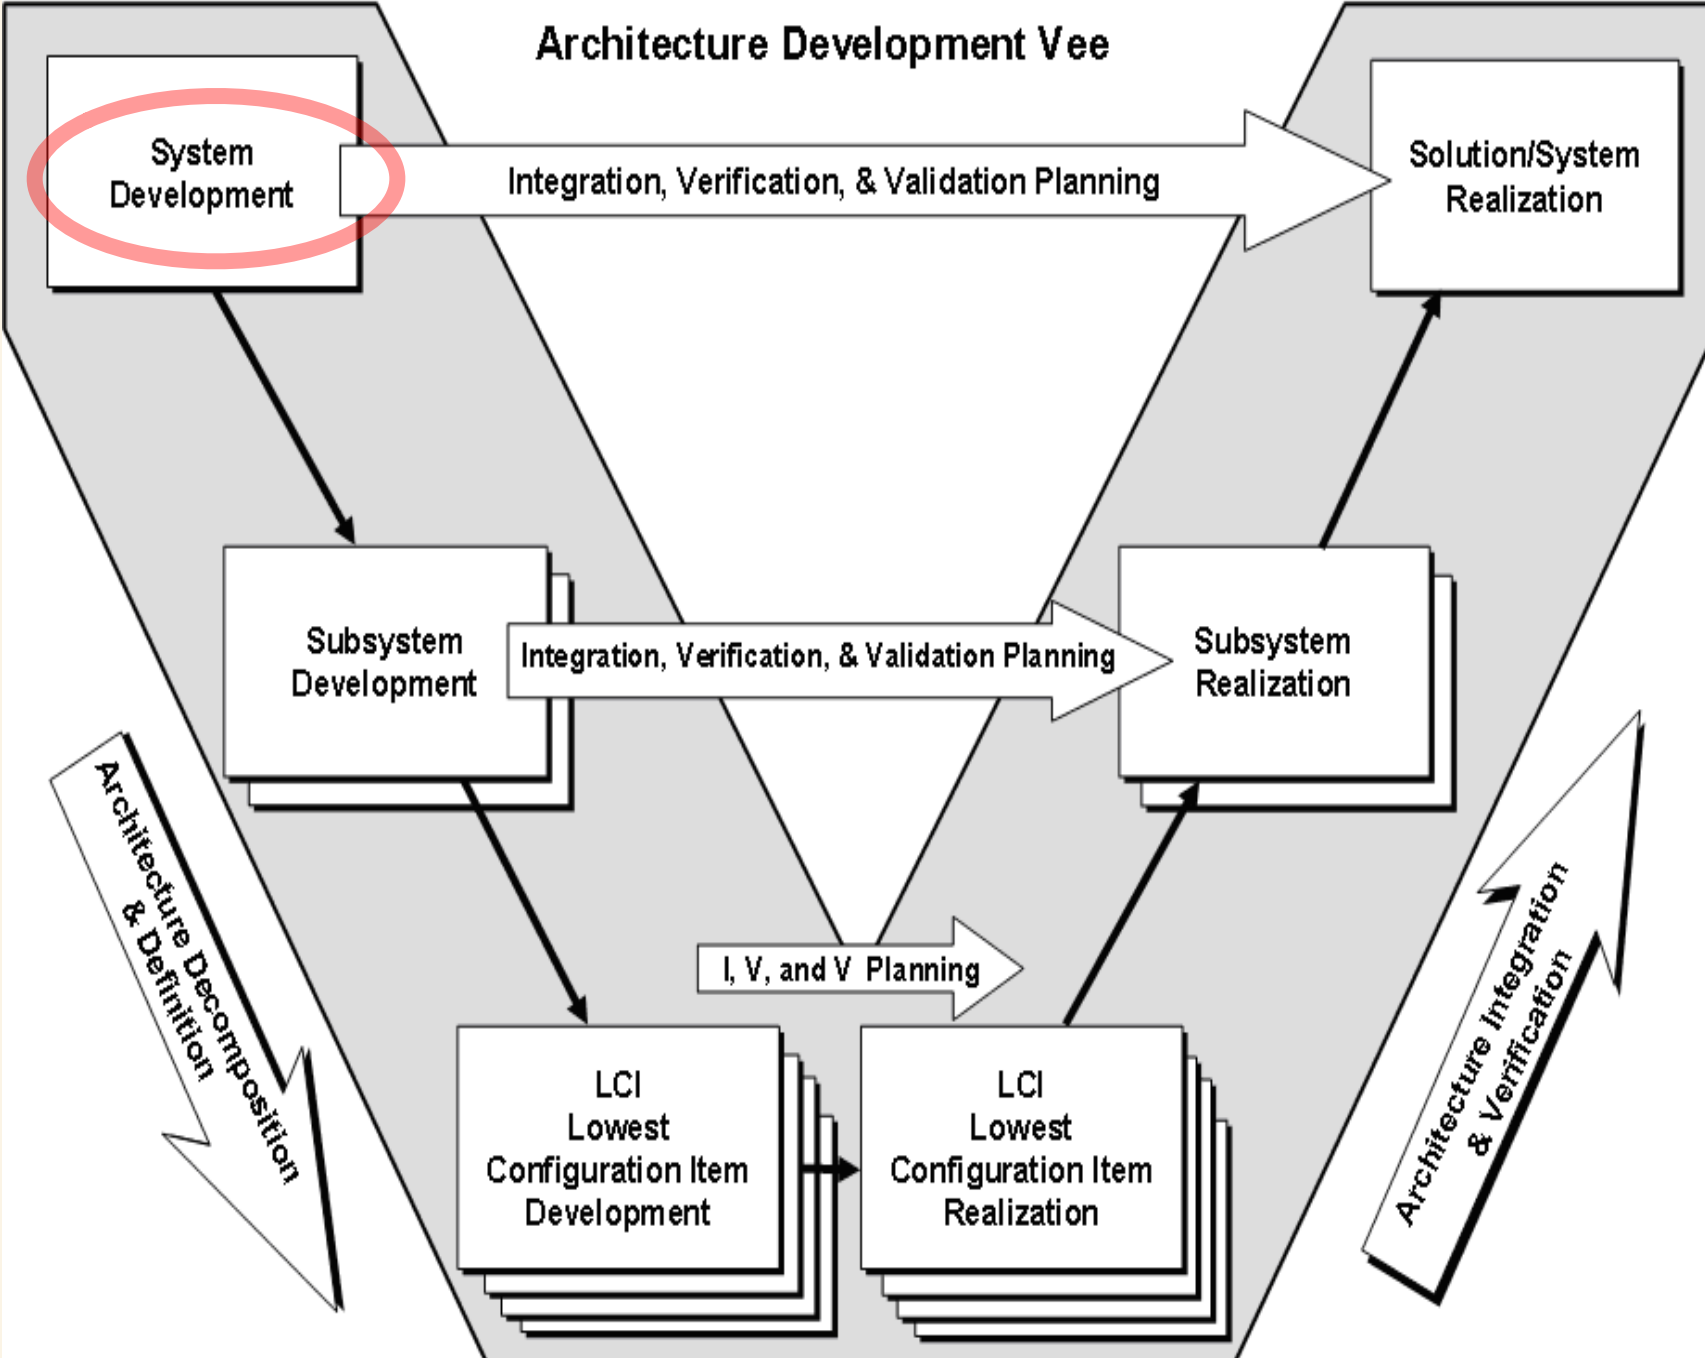 Architecture Development Vee
System
Development
Integration, Verification, & Validation Planning
Solution/System
Realization
Subsystem
Development
Integration, Verification, & Validation Planning
Subsystem
Realization
Architecture Decomposition
& Definition
I, V, and V Planning
Architecture Integration
& Verification
LCI
Lowest
Configuration Item
Development
LCI
Lowest
Configuration Item
Realization